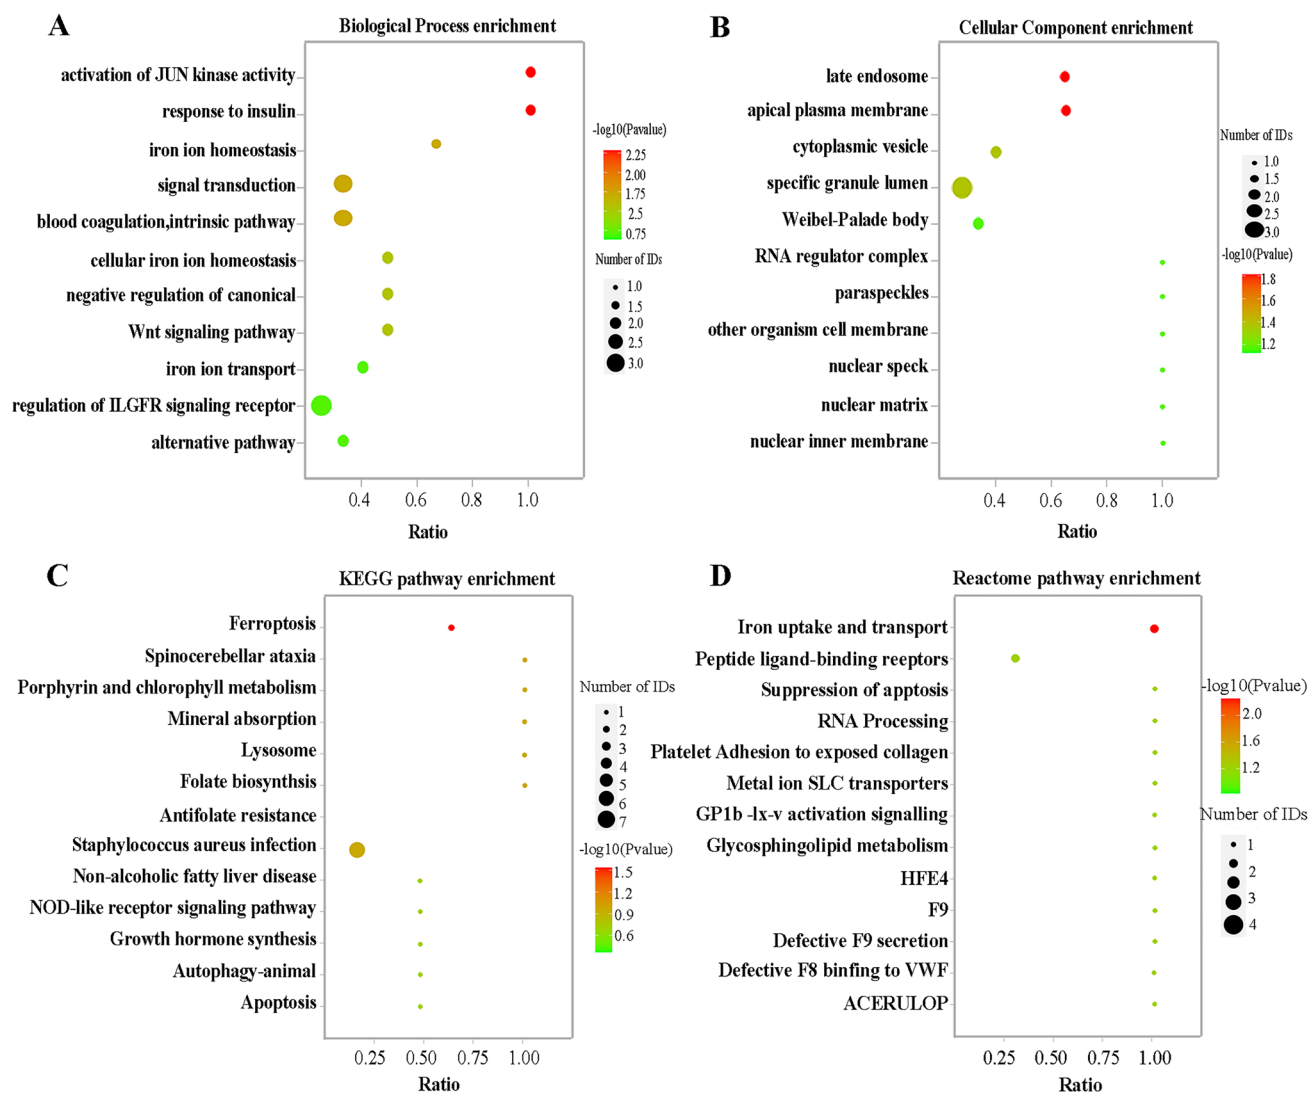 A
Biological Process enrichment
activation of JUN kinase activity
response to insulin
iron ion homeostasis
signal transduction
blood coagulation,intrinsic pathway
cellular iron ion homeostasis
negative regulation of canonical
Wnt signaling pathway
iron ion transport
regulation of ILGFR signaling receptor
alternative pathway
0.4 0.6 0.8 1.0
Ratio
-log10(Pvalue)
2.25
2.00
1.75
2.5
0.75
Number of IDs
1.0
1.5
2.0
2.5
3.0
B
Cellular Component enrichment
late endosome
apical plasma membrane
cytoplasmic vesicle
specific granule lumen
Weibel-Palade body
RNA regulator complex
paraspeckles
other organism cell membrane
nuclear speck
nuclear matrix
nuclear inner membrane
0.4 0.6 0.8 1.0
Ratio
Number of IDs
1.0
1.5
2.0
2.5
3.0
-log10(Pvalue)
1.8
1.6
1.4
1.2
C
KEGG pathway enrichment
Ferroptosis
Spinocerebellar ataxia
Porphyrin and chlorophyll metabolism
Mineral absorption
Lysosome
Folate biosynthsis
Antifolate resistance
Staphylococcus aureus infection
Non-alcoholic fatty liver disease
NOD-like receptor signaling pathway
Growth hormone synthesis
Autophagy-animal
Apoptosis
0.25 0.50 0.75 1.00
Ratio
Number of IDs
1
2
3
4
5
6
7
-log10(Pvalue)
1.5
1.2
0.9
0.6
D
Reactome pathway enrichment
Iron uptake and transport
Peptide ligand-binding reeptors
Suppression of apptosis
RNA Processing
Platelet Adhesion to exposed collagen
Metal ion SLC transporters
GP1b -lx-v activation signalling
Glycosphingolipid metabolism
HFE4
F9
Defective F9 secretion
Defective F8 binfing to VWF
ACERULOP
0.25 0.50 0.75 1.00
Ratio
-log10(Pvalue)
2.0
1.6
1.2
Number of IDs
1
2
3
4